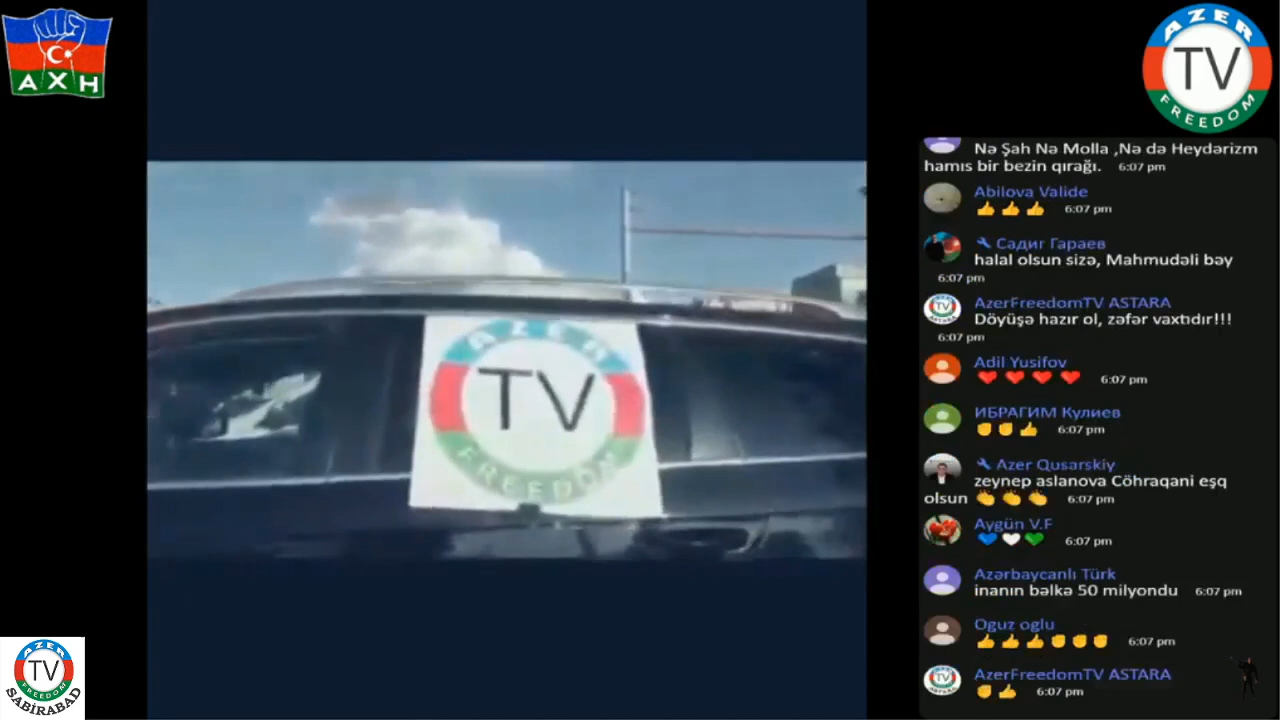 AXH
AZER
TV
FREEDOM
Nə Şah Nə Molla ,Nə də Heydərizm
hamıs bir bezin qırağı. 6:07 pm
Abilova Valide
👍 👍 👍 6:07 pm
Садиг Гараев
halal olsun sizə, Mahmudəli bəy
6:07 pm
AzerFreedomTV ASTARA
Döyüşə hazır ol, zəfər vaxtıdır!!!
6:07 pm
Adil Yusifov
❤ ❤ ❤ ❤ 6:07 pm
ИБРАГИМ Кулиев
✊ ✊ 👍 6:07 pm
Azer Qusarskiy
zeynep aslanova Cöhraqani eşq
olsun 👏 👏 👏 6:07 pm
Aygün V.F
💙 🤍 💚 6:07 pm
Azərbaycanlı Türk
inanın bəlkə 50 milyondu 6:07 pm
Oguz oglu
👍 👍 👍 ✊ ✊ ✊ 6:07 pm
AzerFreedomTV ASTARA
✊ 👍 6:07 pm
AZER
TV
FREEDOM
AZER
TV
FREEDOM
SABİRABAD